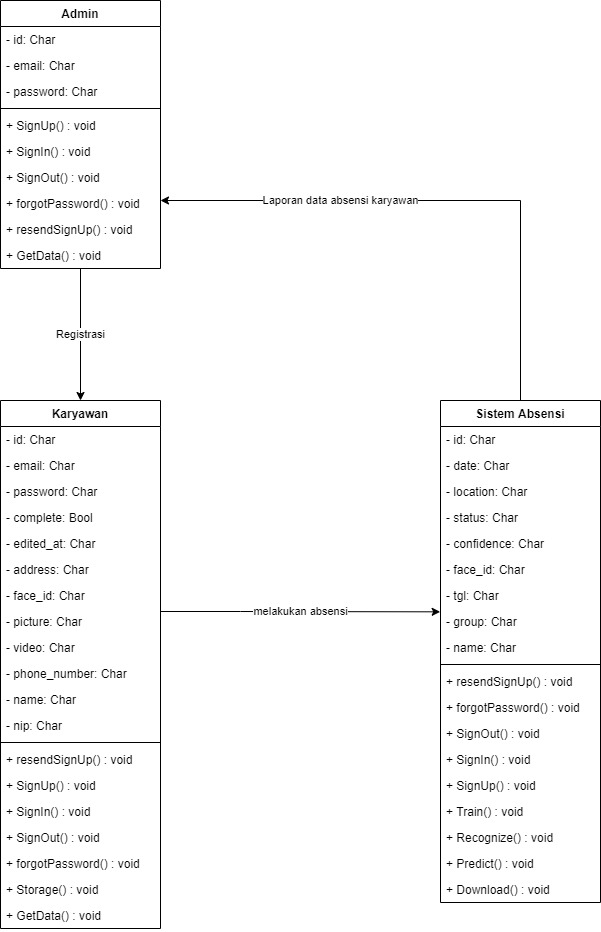 Admin
- id: Char
- email: Char
- password: Char
+ SignUp() : void
+ SignIn() : void
+ SignOut() : void
+ forgotPassword() : void
+ resendSignUp() : void
+ GetData() : void
Laporan data absensi karyawan
Registrasi
Karyawan
- id: Char
- email: Char
- password: Char
- complete: Bool
- edited_at: Char
- address: Char
- face_id: Char
- picture: Char
- video: Char
- phone_number: Char
- name: Char
- nip: Char
+ resendSignUp() : void
+ SignUp() : void
+ SignIn() : void
+ SignOut() : void
+ forgotPassword() : void
+ Storage() : void
+ GetData() : void
melakukan absensi
Sistem Absensi
- id: Char
- date: Char
- location: Char
- status: Char
- confidence: Char
- face_id: Char
- tgl: Char
- group: Char
- name: Char
+ resendSignUp() : void
+ forgotPassword() : void
+ SignOut() : void
+ SignIn() : void
+ SignUp() : void
+ Train() : void
+ Recognize() : void
+ Predict() : void
+ Download() : void